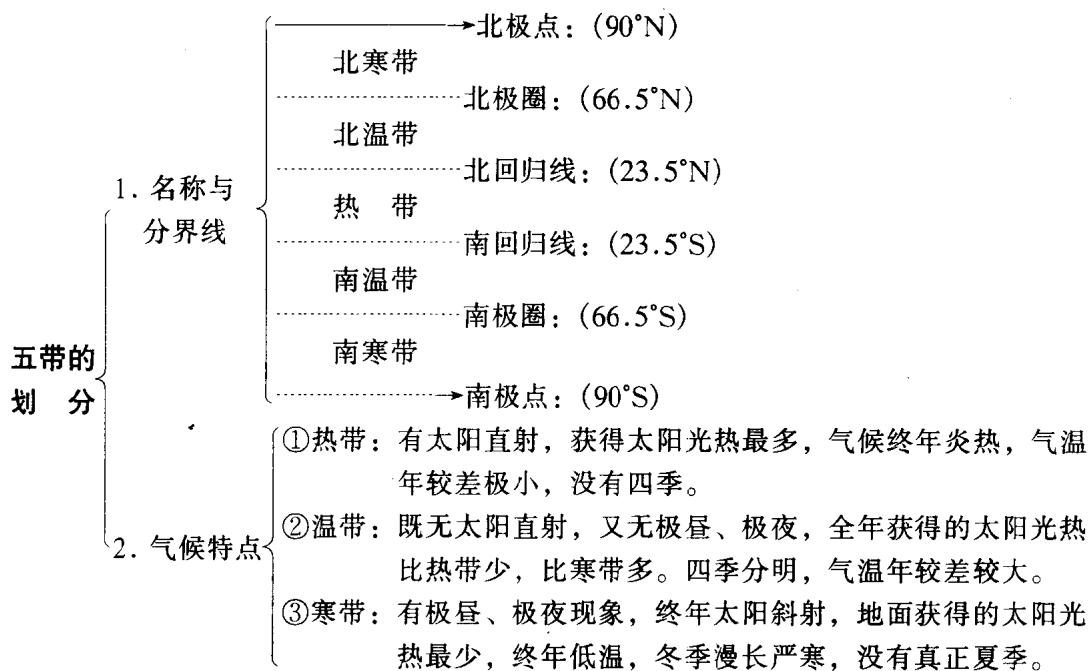 北极点：(90°N)
北寒带
北极圈：(66.5°N)
北温带
北回归线：(23.5°N)
1. 名称与
分界线
热　带
南回归线：(23.5°S)
南温带
南极圈：(66.5°S)
南寒带
南极点：(90°S)
五带的
划　分
①热带：有太阳直射，获得太阳光热最多，气候终年炎热，气温
年较差极小，没有四季。
2. 气候特点
②温带：既无太阳直射，又无极昼、极夜，全年获得的太阳光热
比热带少，比寒带多。四季分明，气温年较差较大。
③寒带：有极昼、极夜现象，终年太阳斜射，地面获得的太阳光
热最少，终年低温，冬季漫长严寒，没有真正夏季。